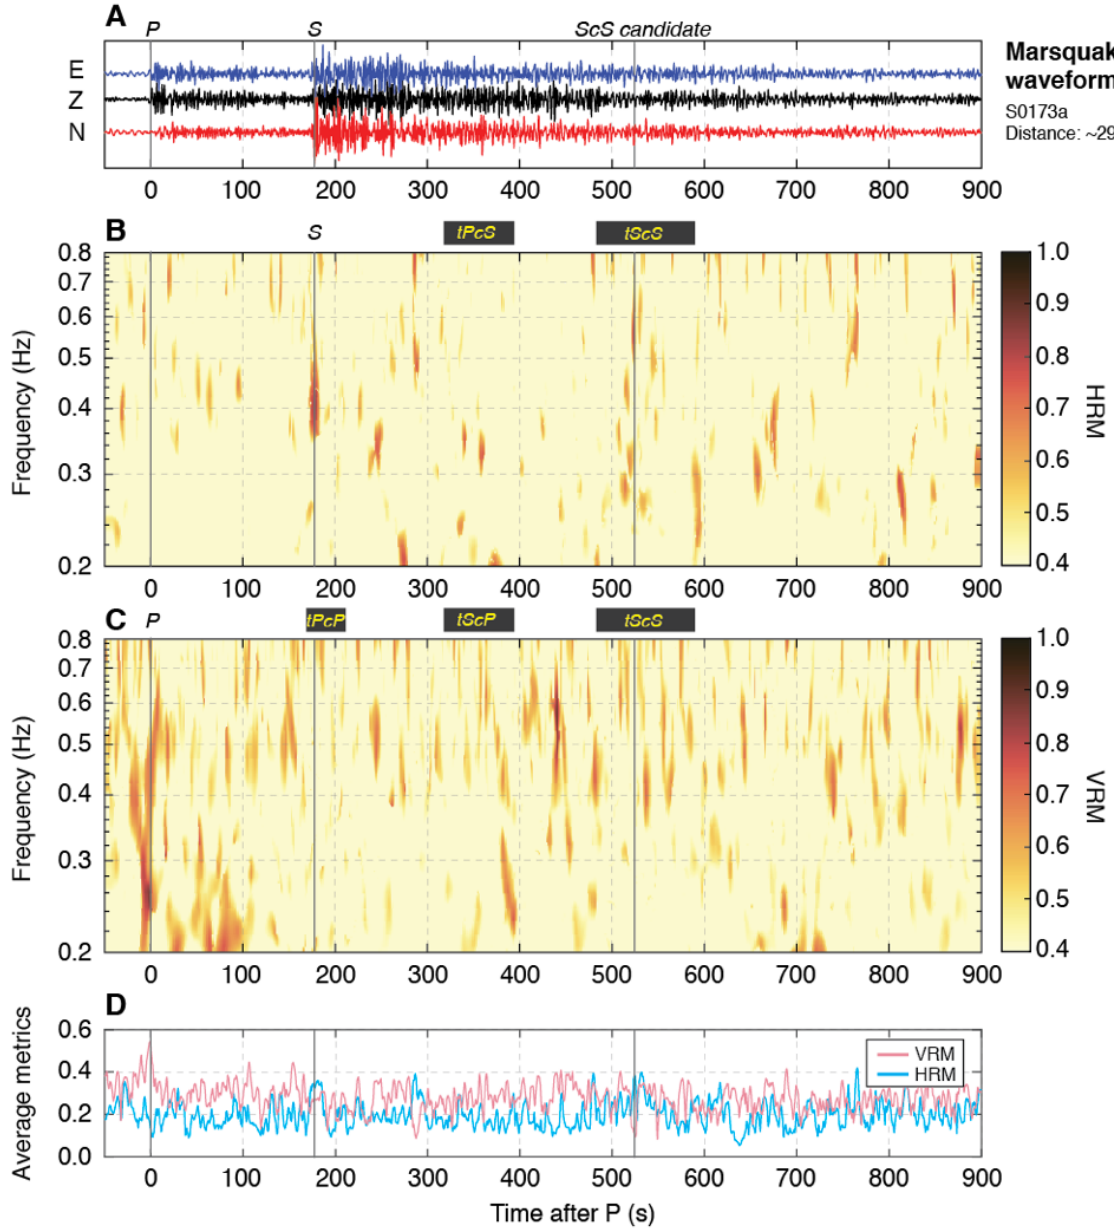 A
P S ScS candidate
E
Z
N
Marsquak
waveform
S0173a
Distance: ~29
0 100 200 300 400 500 600 700 800 900
B S tPcS tScS
0.8
0.7
0.6
0.5
0.4
0.3
0.2
Frequency (Hz)
0 100 200 300 400 500 600 700 800 900
1.0
0.9
0.8
0.7
0.6
0.5
0.4
HRM
C P tPcP tScP tScS
0.8
0.7
0.6
0.5
0.4
0.3
0.2
Frequency (Hz)
0 100 200 300 400 500 600 700 800 900
1.0
0.9
0.8
0.7
0.6
0.5
0.4
VRM
D
0.6
0.4
0.2
0.0
Average metrics
VRM
HRM
0 100 200 300 400 500 600 700 800 900
Time after P (s)